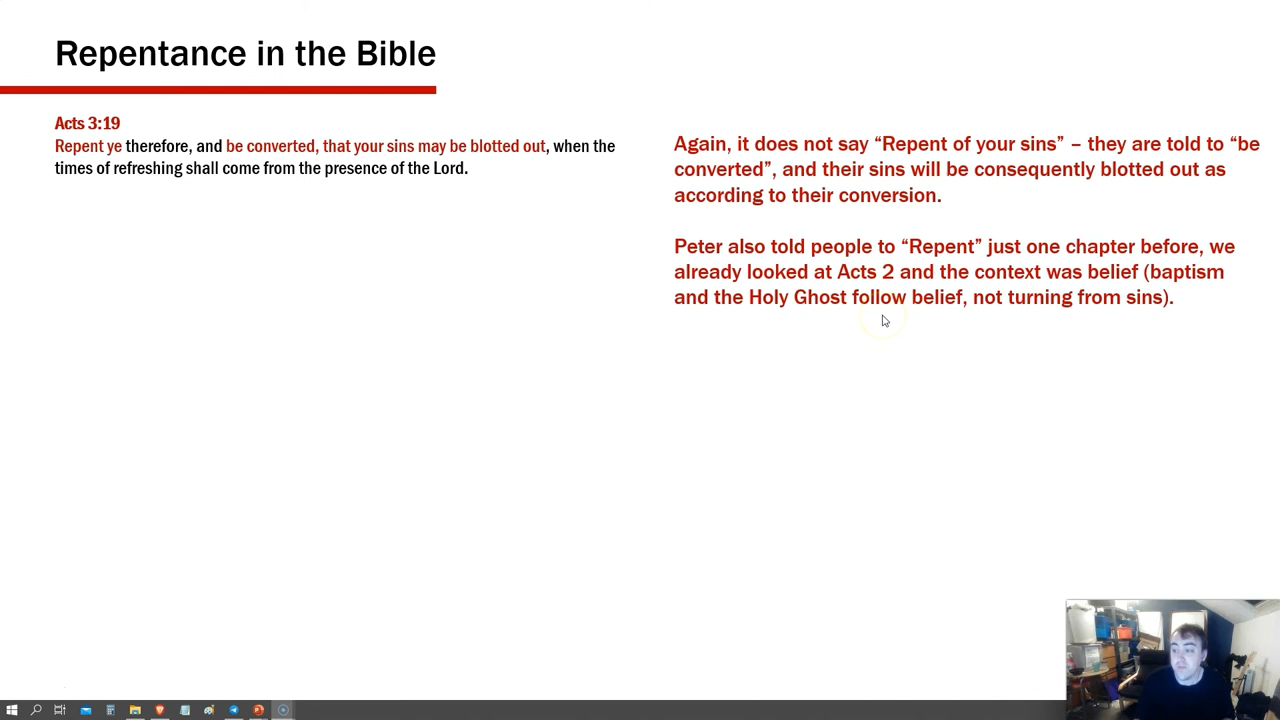 Repentance in the Bible
Acts 3:19
Repent ye therefore, and be converted, that your sins may be blotted out, when the
times of refreshing shall come from the presence of the Lord.
Again, it does not say “Repent of your sins” – they are told to “be
converted”, and their sins will be consequently blotted out as
according to their conversion.
Peter also told people to “Repent” just one chapter before, we
already looked at Acts 2 and the context was belief (baptism
and the Holy Ghost follow belief, not turning from sins).